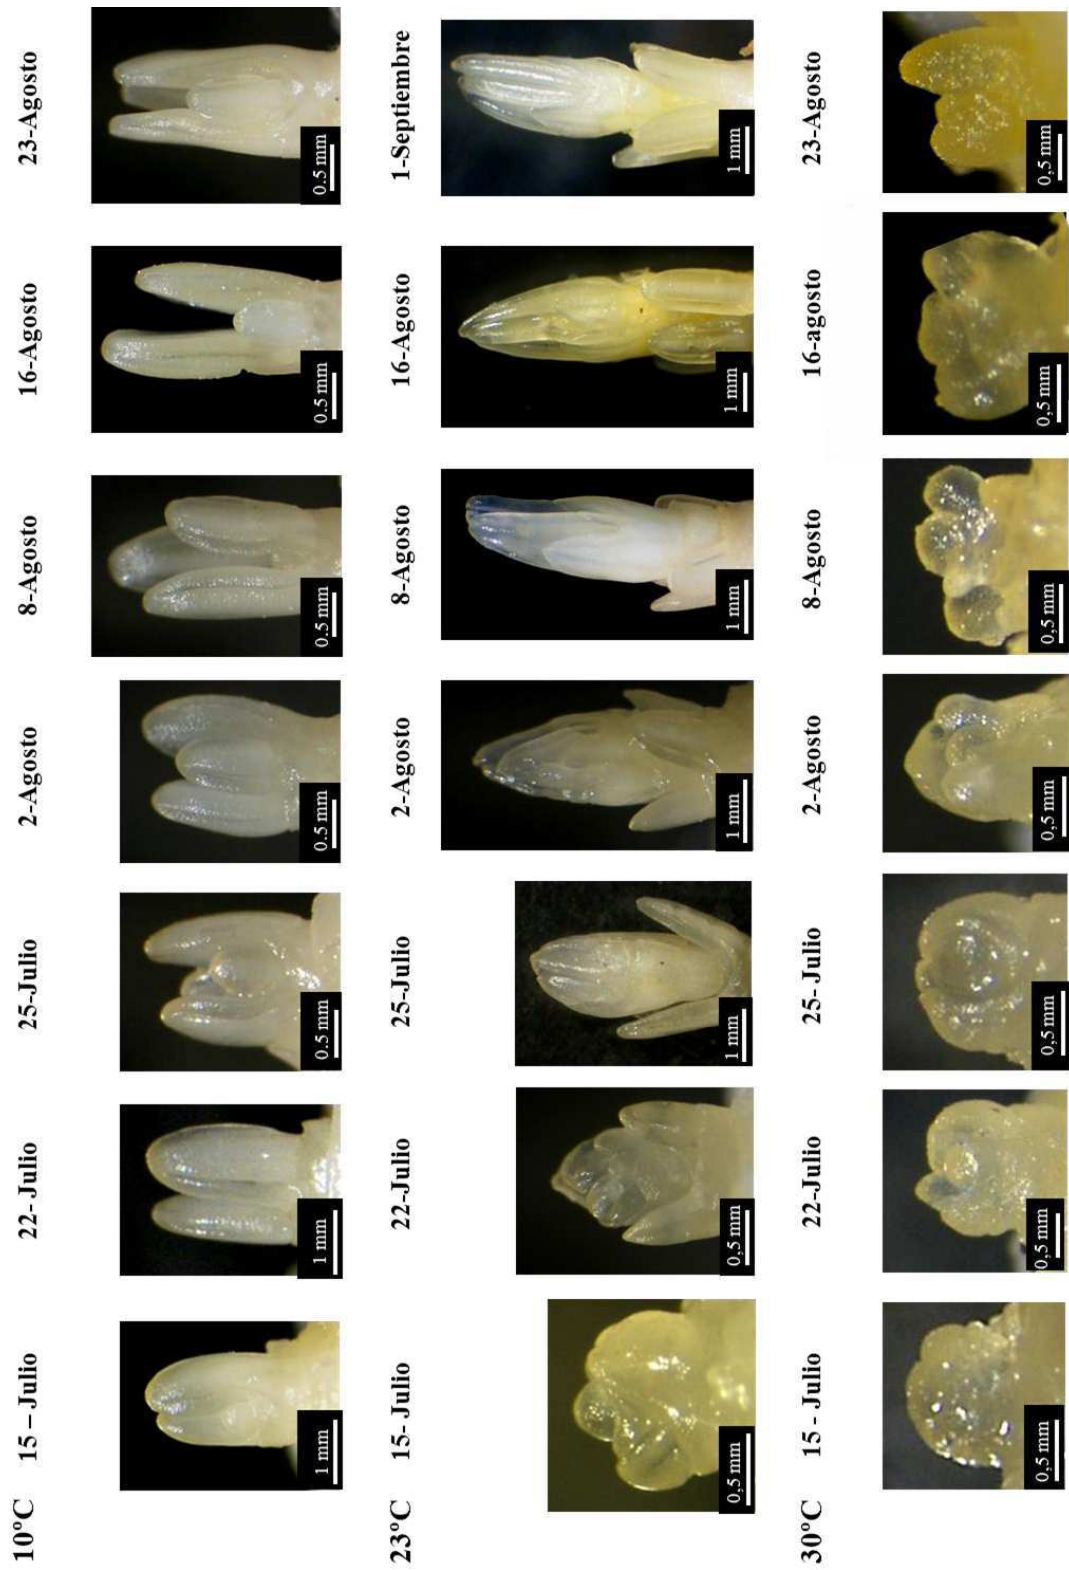 10ºC 15 – Julio 22- Julio 25-Julio 2-Agosto 8-Agosto 16-Agosto 23-Agosto
1 mm 1 mm 0.5 mm 0.5 mm 0.5 mm 0.5 mm 0.5 mm
23ºC 15- Julio 22-Julio 25-Julio 2-Agosto 8-Agosto 16-Agosto 1-Septiembre
0,5 mm 0,5 mm 1 mm 1 mm 1 mm 1 mm 1 mm
30ºC 15 - Julio 22-Julio 25- Julio 2-Agosto 8-Agosto 16-agosto 23-Agosto
0,5 mm 0,5 mm 0,5 mm 0,5 mm 0,5 mm 0,5 mm 0,5 mm